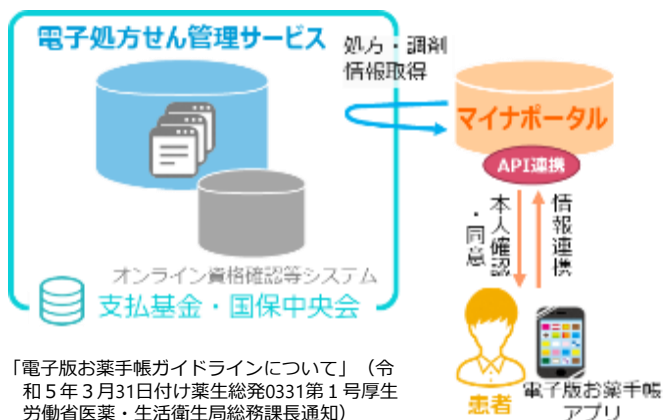 電子処方せん管理サービス
処方・調剤
情報取得
マイナポータル
API連携
本人確認
・同意
情報連携
オンライン資格確認等システム
支払基金・国保中央会
「電子版お薬手帳ガイドラインについて」（令
和５年３月31日付け薬生総発0331第１号厚生
労働省医薬・生活衛生局総務課長通知）
患者
電子版お薬手帳
アプリ